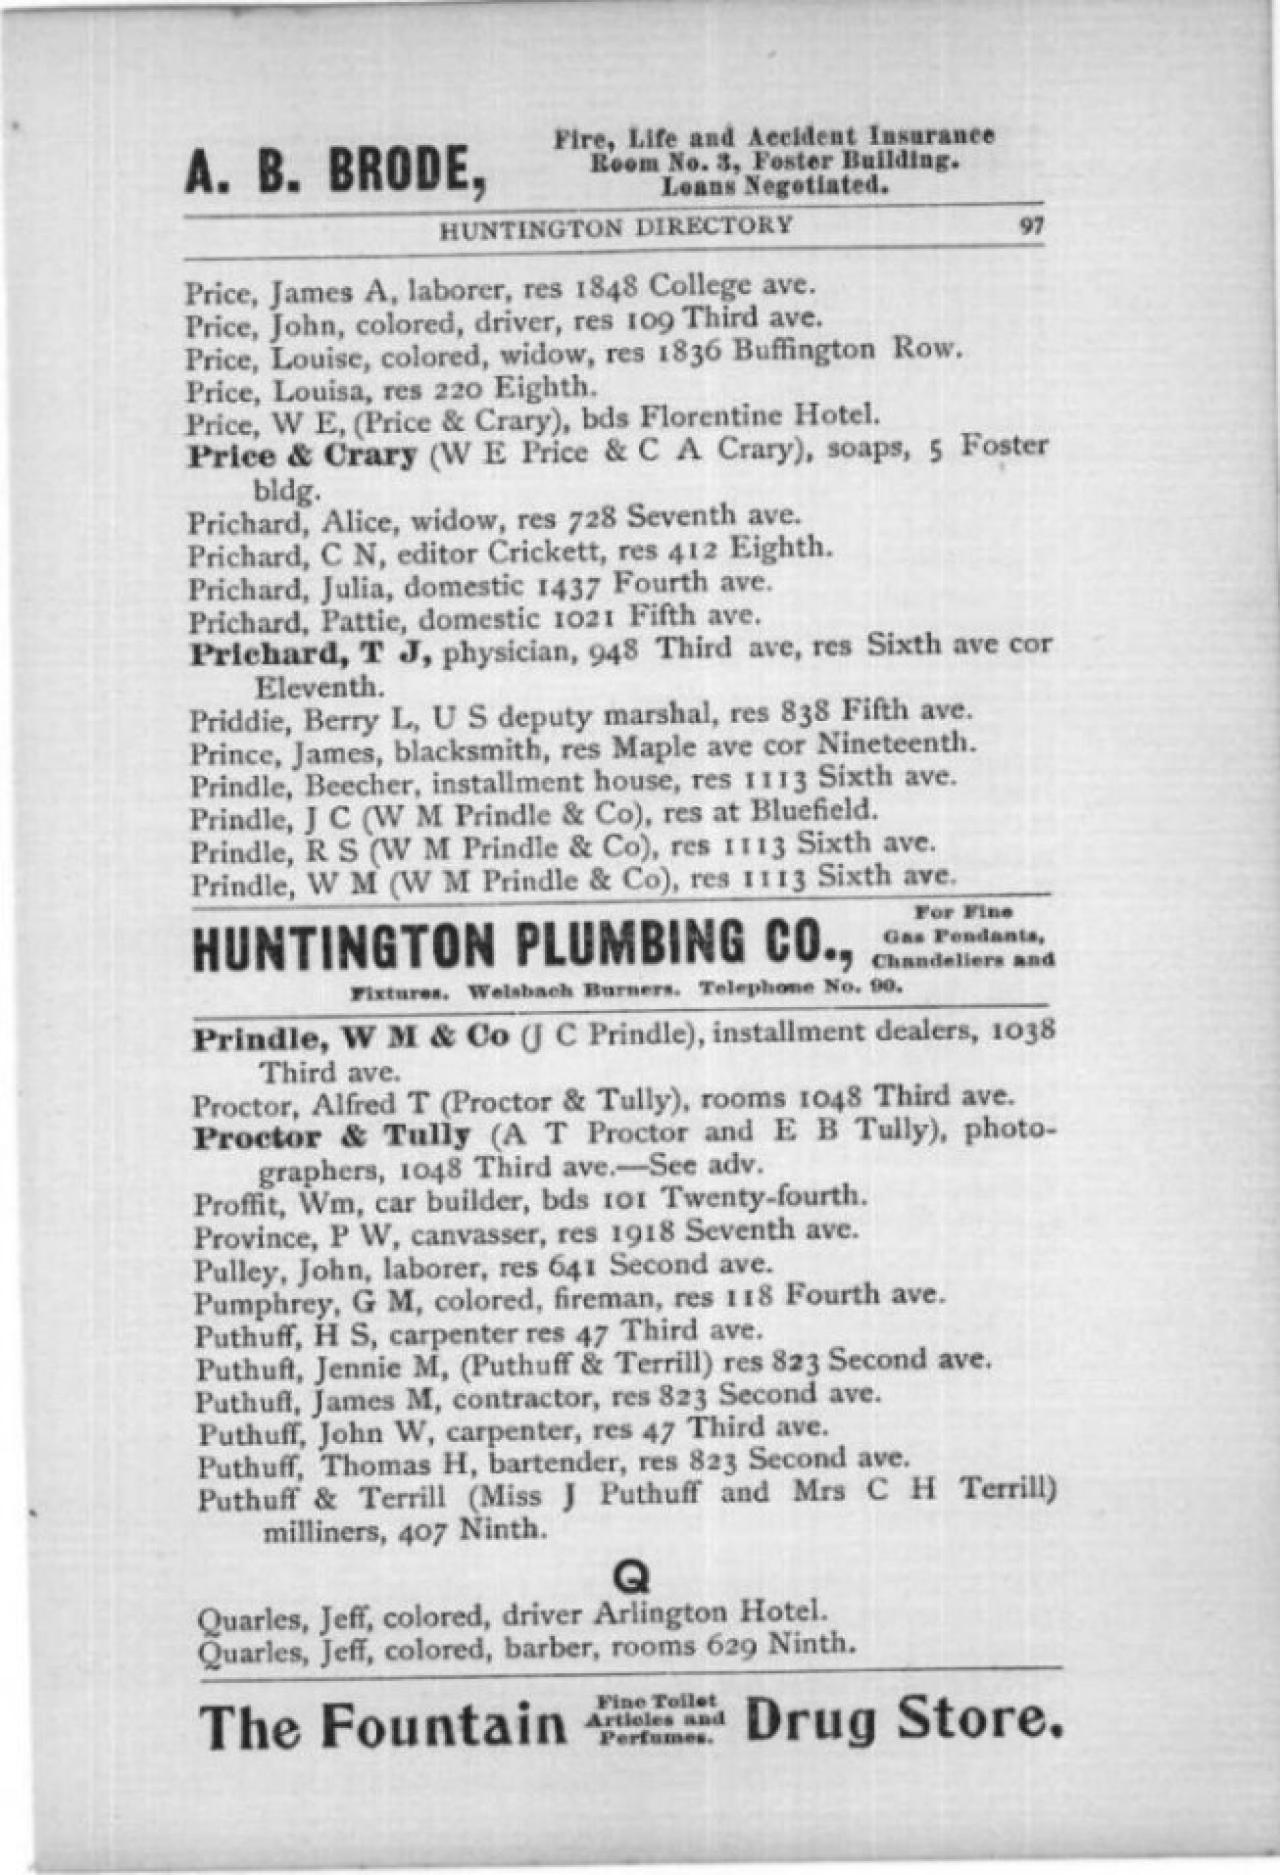 A. B. BRODE,
Fire, Life and Accident Insurance
Room No. 3, Foster Building.
Loans Negotiated.
HUNTINGTON DIRECTORY 97
Price, James A, laborer, res 1848 College ave.
Price, John, colored, driver, res 109 Third ave.
Price, Louise, colored, widow, res 1836 Buffington Row.
Price, Louisa, res 220 Eighth.
Price, W E, (Price & Crary), bds Florentine Hotel.
Price & Crary (W E Price & C A Crary), soaps, 5 Foster
bldg.
Prichard, Alice, widow, res 728 Seventh ave.
Prichard, C N, editor Crickett, res 412 Eighth.
Prichard, Julia, domestic 1437 Fourth ave.
Prichard, Pattie, domestic 1021 Fifth ave.
Prichard, T J, physician, 948 Third ave, res Sixth ave cor
Eleventh.
Priddie, Berry L, U S deputy marshal, res 838 Fifth ave.
Prince, James, blacksmith, res Maple ave cor Nineteenth.
Prindle, Beecher, installment house, res 1113 Sixth ave.
Prindle, J C (W M Prindle & Co), res at Bluefield.
Prindle, R S (W M Prindle & Co), res 1113 Sixth ave.
Prindle, W M (W M Prindle & Co), res 1113 Sixth ave.
HUNTINGTON PLUMBING CO.,
For Fine
Gas Pendants,
Chandeliers and
Fixtures. Welsbach Burners. Telephone No. 90.
Prindle, W M & Co (J C Prindle), installment dealers, 1038
Third ave.
Proctor, Alfred T (Proctor & Tully), rooms 1048 Third ave.
Proctor & Tully (A T Proctor and E B Tully), photo-
graphers, 1048 Third ave.—See adv.
Proffit, Wm, car builder, bds 101 Twenty-fourth.
Province, P W, canvasser, res 1918 Seventh ave.
Pulley, John, laborer, res 641 Second ave.
Pumphrey, G M, colored, fireman, res 118 Fourth ave.
Puthuff, H S, carpenter res 47 Third ave.
Puthuff, Jennie M, (Puthuff & Terrill) res 823 Second ave.
Puthuff, James M, contractor, res 823 Second ave.
Puthuff, John W, carpenter, res 47 Third ave.
Puthuff, Thomas H, bartender, res 823 Second ave.
Puthuff & Terrill (Miss J Puthuff and Mrs C H Terrill)
milliners, 407 Ninth.
Q
Quarles, Jeff, colored, driver Arlington Hotel.
Quarles, Jeff, colored, barber, rooms 629 Ninth.
The Fountain Fine Toilet Articles and Perfumes. Drug Store.